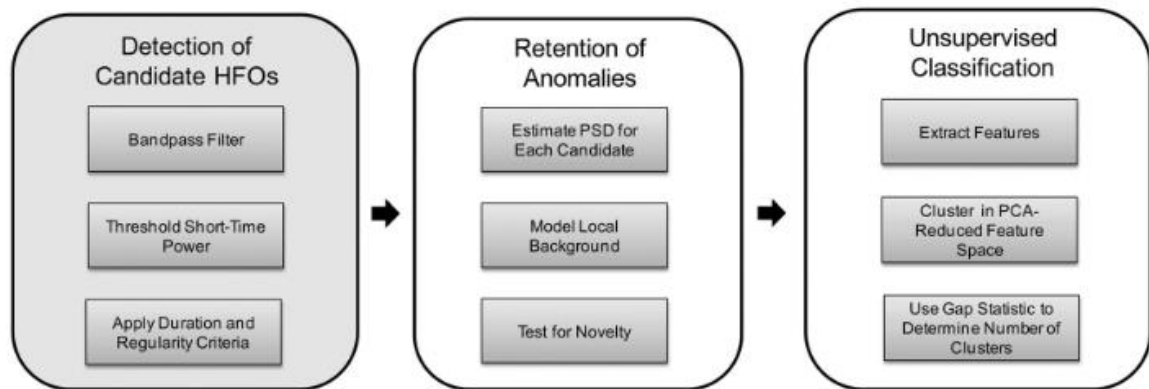 Detection of
Candidate HFOs
Bandpass Filter
Threshold Short-Time
Power
Apply Duration and
Regularity Criteria
Retention of
Anomalies
Estimate PSD for
Each Candidate
Model Local
Background
Test for Novelty
Unsupervised
Classification
Extract Features
Cluster in PCA-
Reduced Feature
Space
Use Gap Statistic to
Determine Number of
Clusters